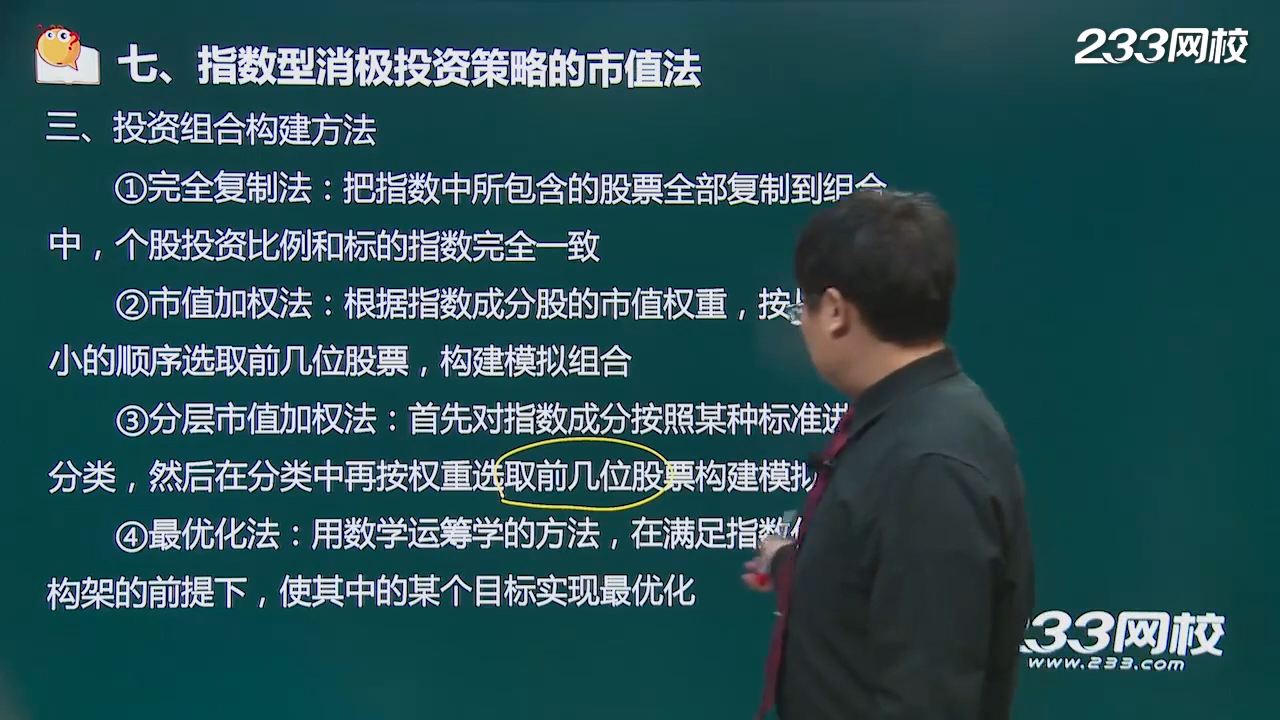 233网校
七、指数型消极投资策略的市值法
三、投资组合构建方法
①完全复制法：把指数中所包含的股票全部复制到组合
中，个股投资比例和标的指数完全一致
②市值加权法：根据指数成分股的市值权重，按
小的顺序选取前几位股票，构建模拟组合
③分层市值加权法：首先对指数成分按照某种标准进
分类，然后在分类中再按权重选取前几位股票构建模拟
④最优化法：用数学运筹学的方法，在满足指数
构架的前提下，使其中的某个目标实现最优化
233网校
www.233.com